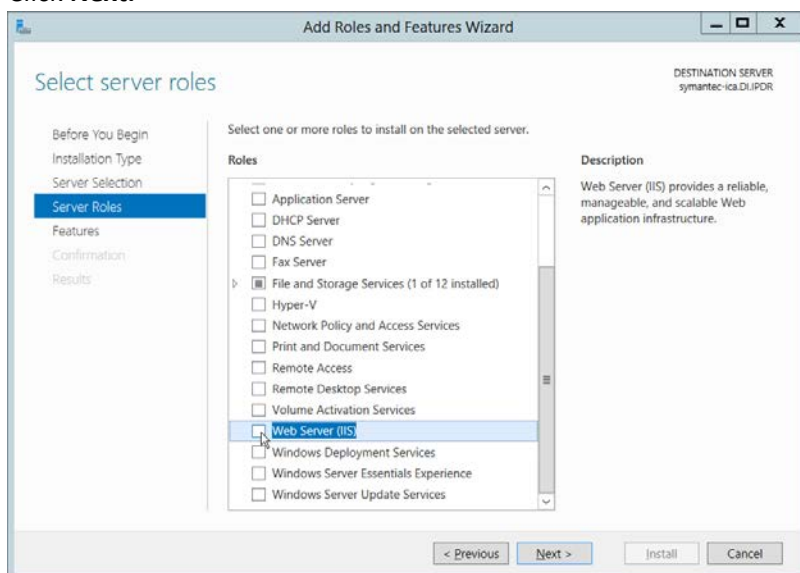 Add Roles and Features Wizard
Select server roles
DESTINATION SERVER
symantec-ica.DI.IPDR
Before You Begin
Installation Type
Server Selection
Server Roles
Features
Confirmation
Results
Select one or more roles to install on the selected server.
Roles
Application Server
DHCP Server
DNS Server
Fax Server
File and Storage Services (1 of 12 installed)
Hyper-V
Network Policy and Access Services
Print and Document Services
Remote Access
Remote Desktop Services
Volume Activation Services
Web Server (IIS)
Windows Deployment Services
Windows Server Essentials Experience
Windows Server Update Services
Description
Web Server (IIS) provides a reliable,
manageable, and scalable Web
application infrastructure.
< Previous
Next >
Install
Cancel